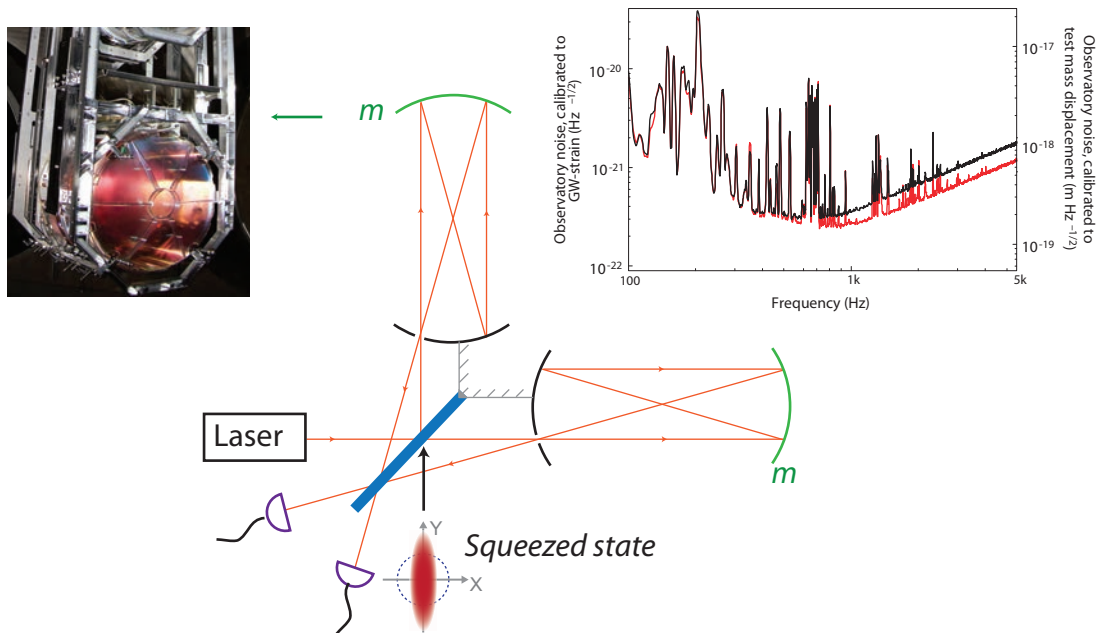 Observatory noise, calibrated to
GW-strain (Hz⁻¹/²)
10⁻²⁰
10⁻²¹
10⁻²²
100
1k
5k
Frequency (Hz)
10⁻¹⁷
10⁻¹⁸
10⁻¹⁹
Observatory noise, calibrated to
test mass displacement (m Hz⁻¹/²)
m
Laser
m
Squeezed state
Y
X